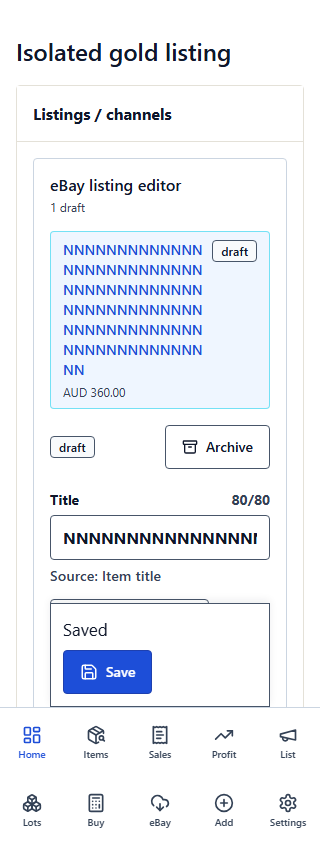 Isolated gold listing
Listings / channels
eBay listing editor
1 draft
NNNNNNNNNNNNN draft
NNNNNNNNNNNNN
NNNNNNNNNNNNN
NNNNNNNNNNNNN
NNNNNNNNNNNNN
NNNNNNNNNNNNN
NN
AUD 360.00
draft Archive
Title 80/80
NNNNNNNNNNNNNNNN
Source: Item title
Saved
Save
Home Items Sales Profit List
Lots Buy eBay Add Settings